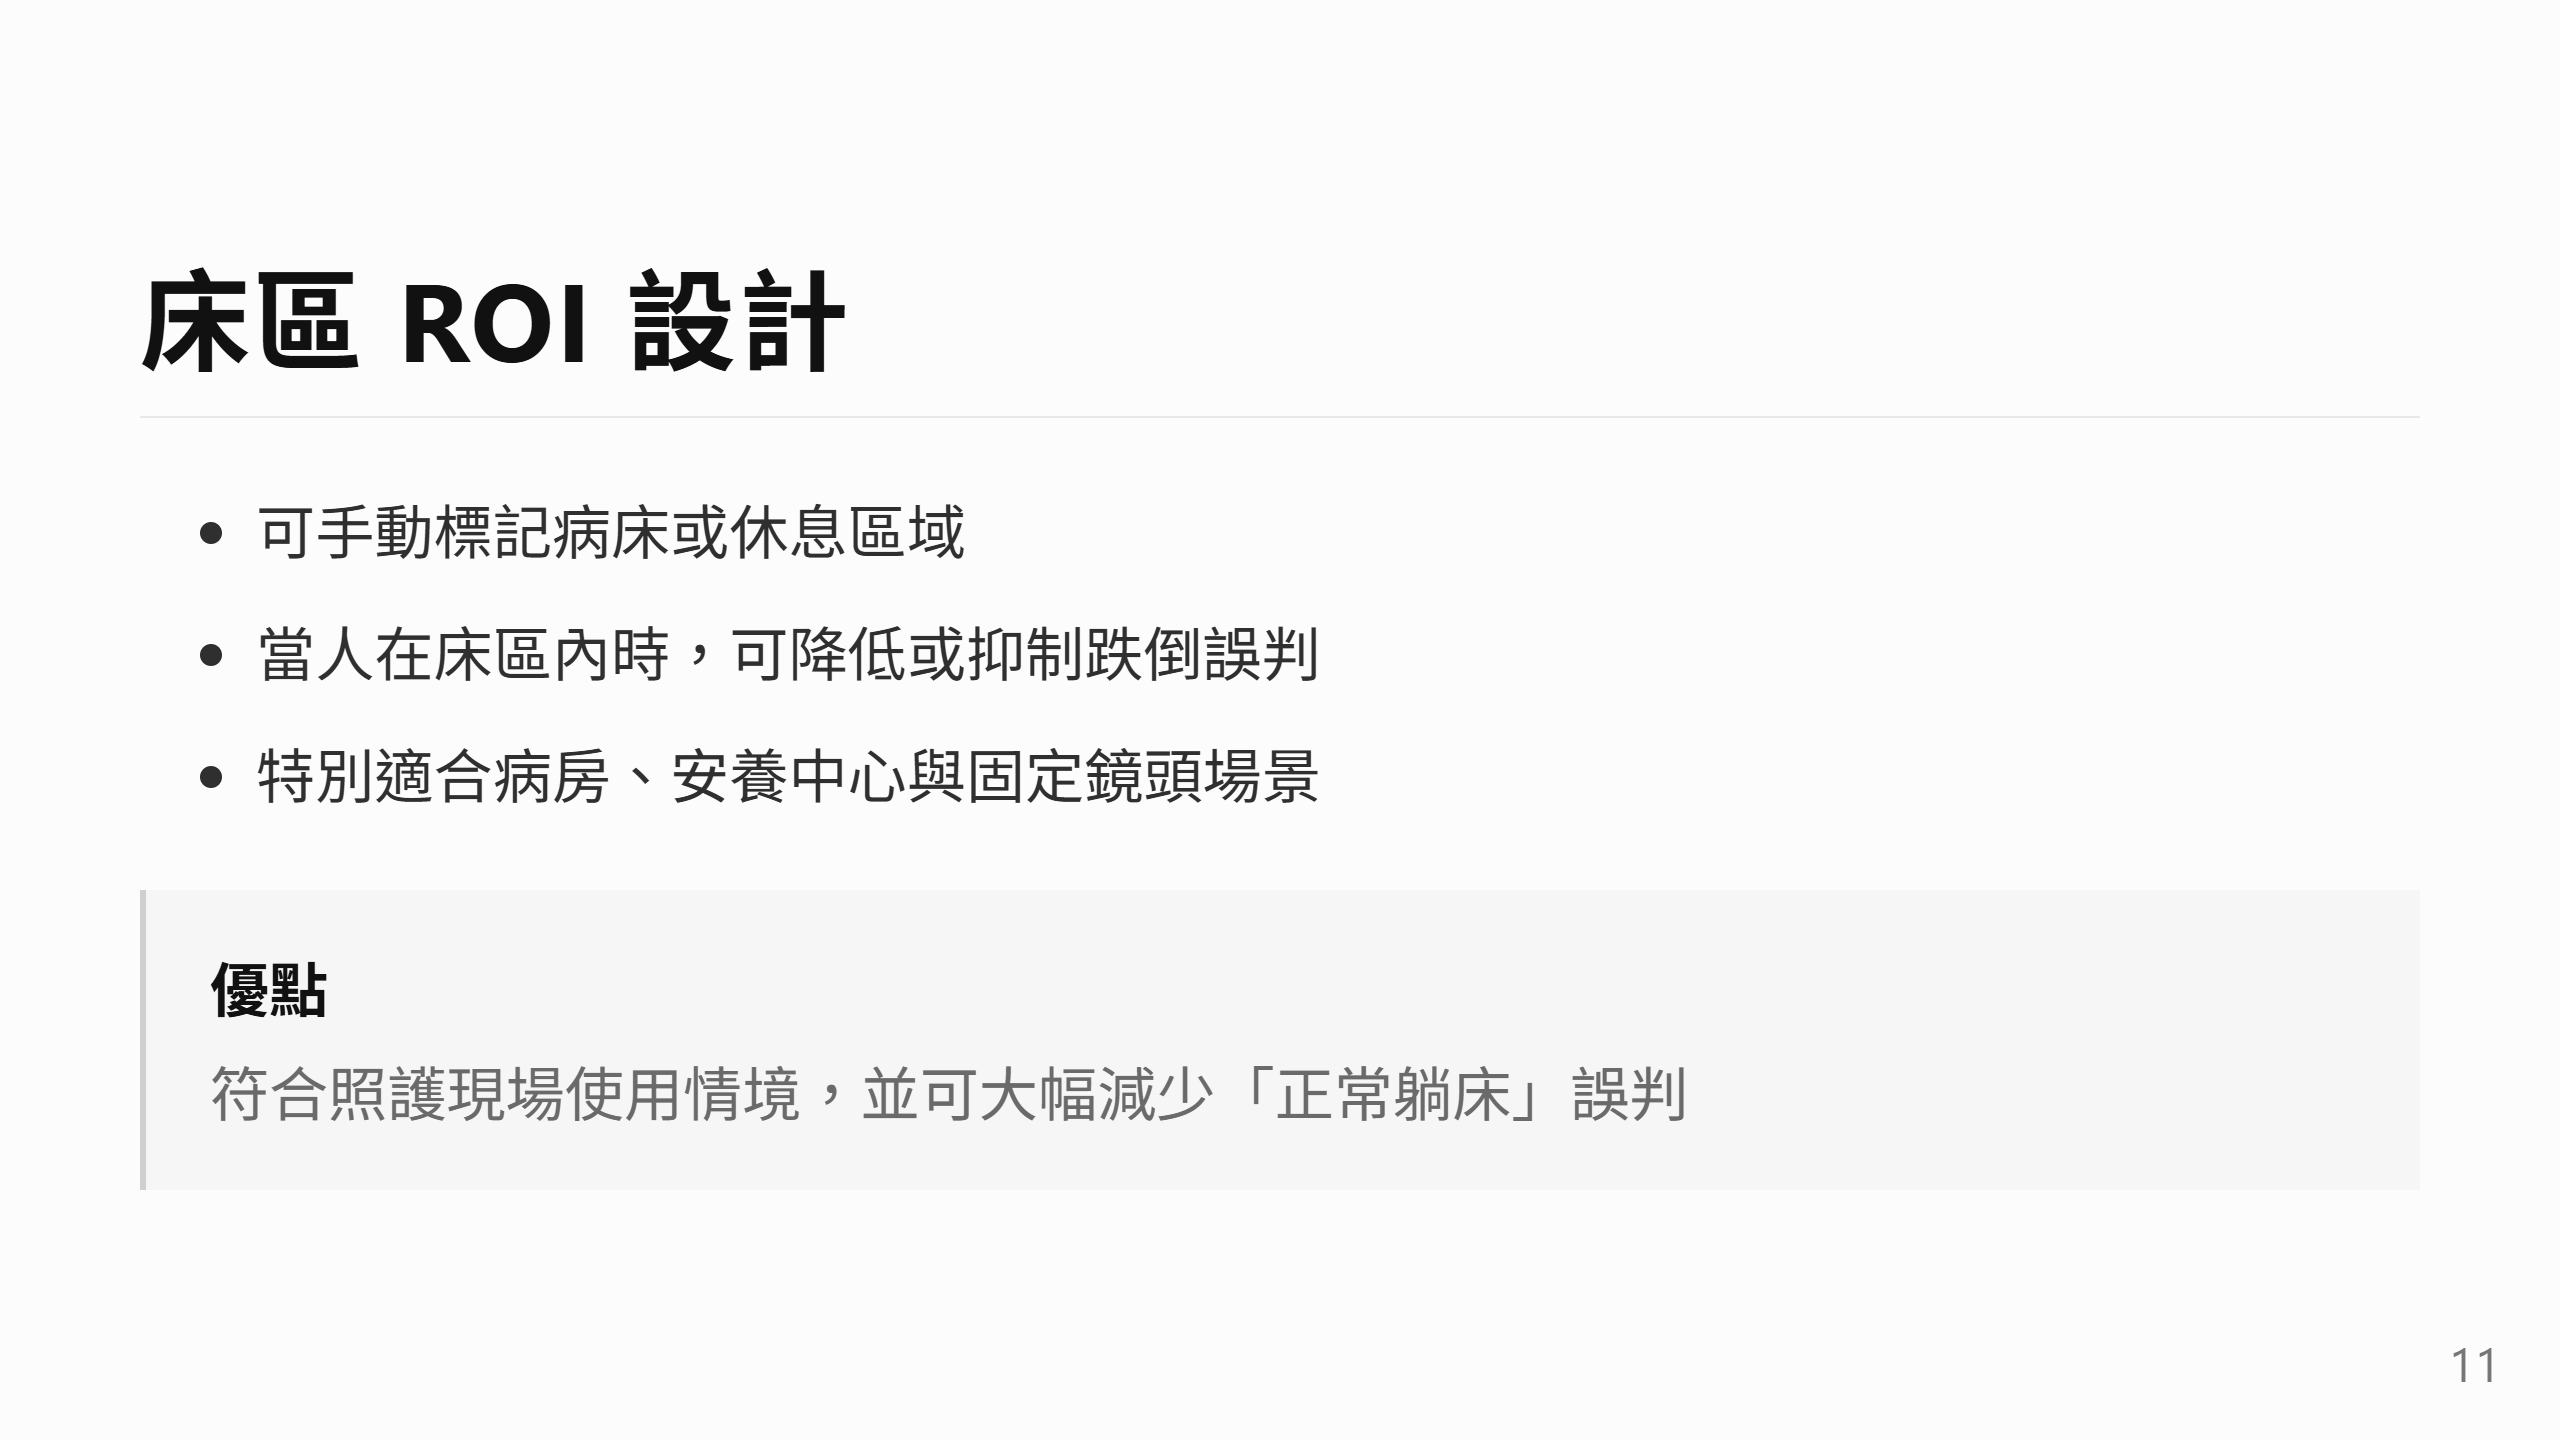 床區 ROI 設計
可手動標記病床或休息區域
當人在床區內時，可降低或抑制跌倒誤判
特別適合病房、安養中心與固定鏡頭場景
優點
符合照護現場使用情境，並可大幅減少「正常躺床」誤判
11